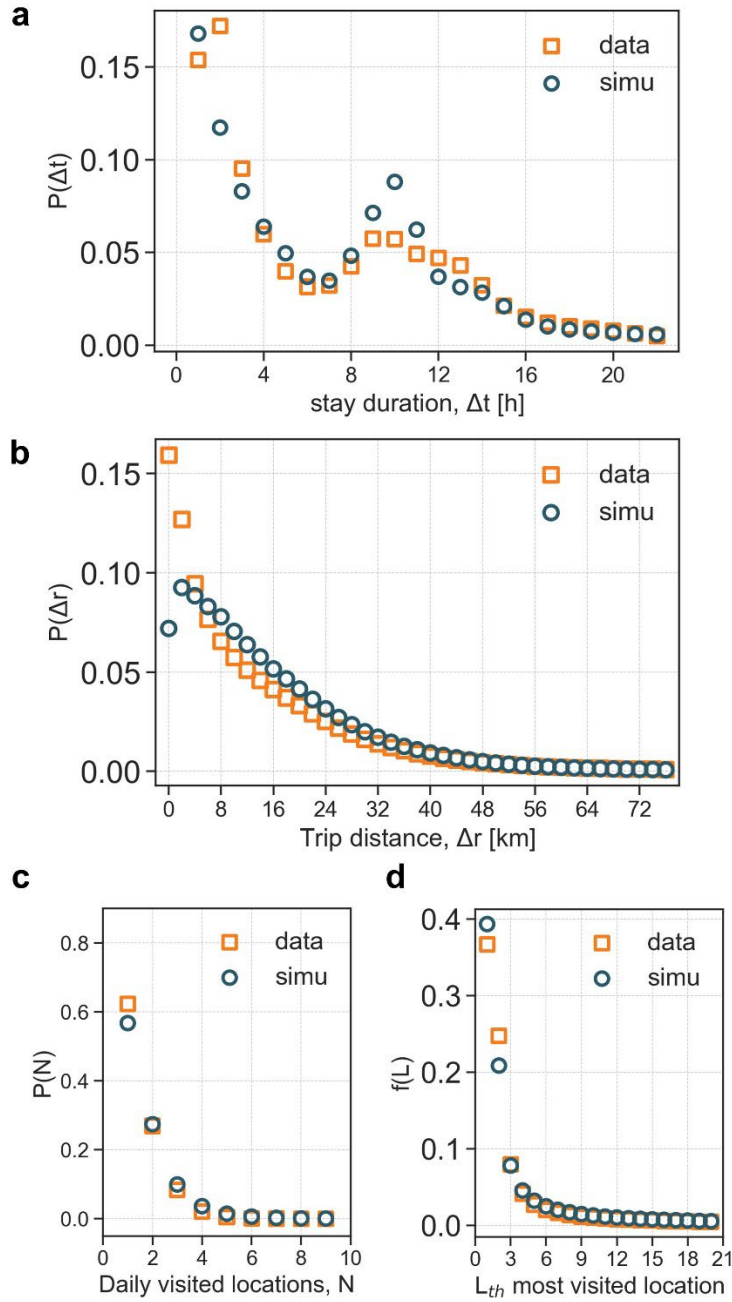 a
data
simu
P(Δt)
0.15
0.10
0.05
0.00
0 4 8 12 16 20
stay duration, Δt [h]
b
data
simu
P(Δr)
0.15
0.10
0.05
0.00
0 8 16 24 32 40 48 56 64 72
Trip distance, Δr [km]
c
data
simu
P(N)
0.8
0.6
0.4
0.2
0.0
0 2 4 6 8 10
Daily visited locations, N
d
data
simu
f(L)
0.4
0.3
0.2
0.1
0.0
0 3 6 9 12 15 18 21
Lth most visited location